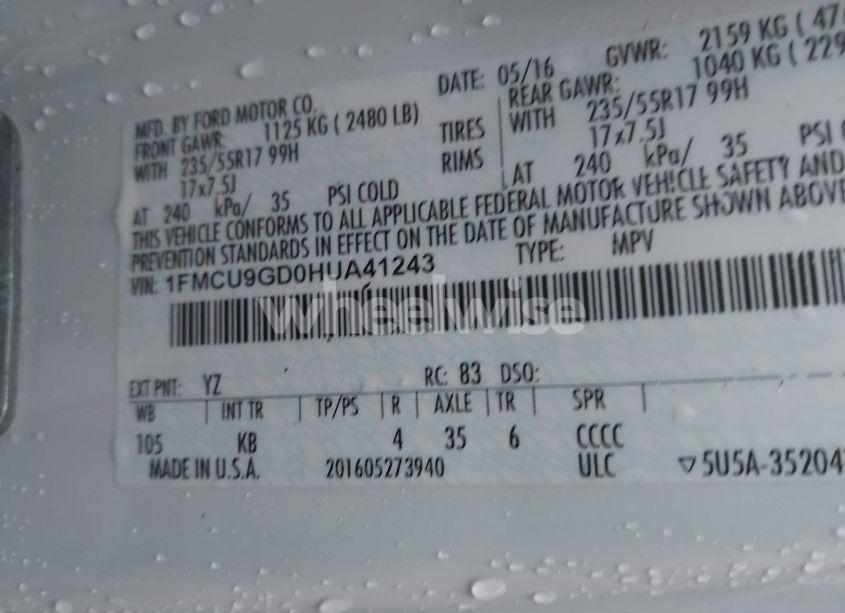 MFD. BY FORD MOTOR CO. DATE: 05/16 GVWR: 2159 KG
FRONT GAWR: 1125 KG ( 2480 LB) REAR GAWR: 1040 KG
WITH 235/55R17 99H TIRES WITH 235/55R17 99H
17x7.5J RIMS 17x7.5J
AT 240 kPa/ 35 PSI COLD AT 240 kPa/ 35 PSI
THIS VEHICLE CONFORMS TO ALL APPLICABLE FEDERAL MOTOR VEHICLE SAFETY AND
PREVENTION STANDARDS IN EFFECT ON THE DATE OF MANUFACTURE SHOWN ABOVE
VIN: 1FMCU9GD0HUA41243 TYPE: MPV
wheelwise
EXT PNT: YZ RC: 83 DSO:
WB INT TR TP/PS R AXLE TR SPR
105 KB 4 35 6 CCCC
MADE IN U.S.A. 201605273940 ULC ▽5U5A-35204